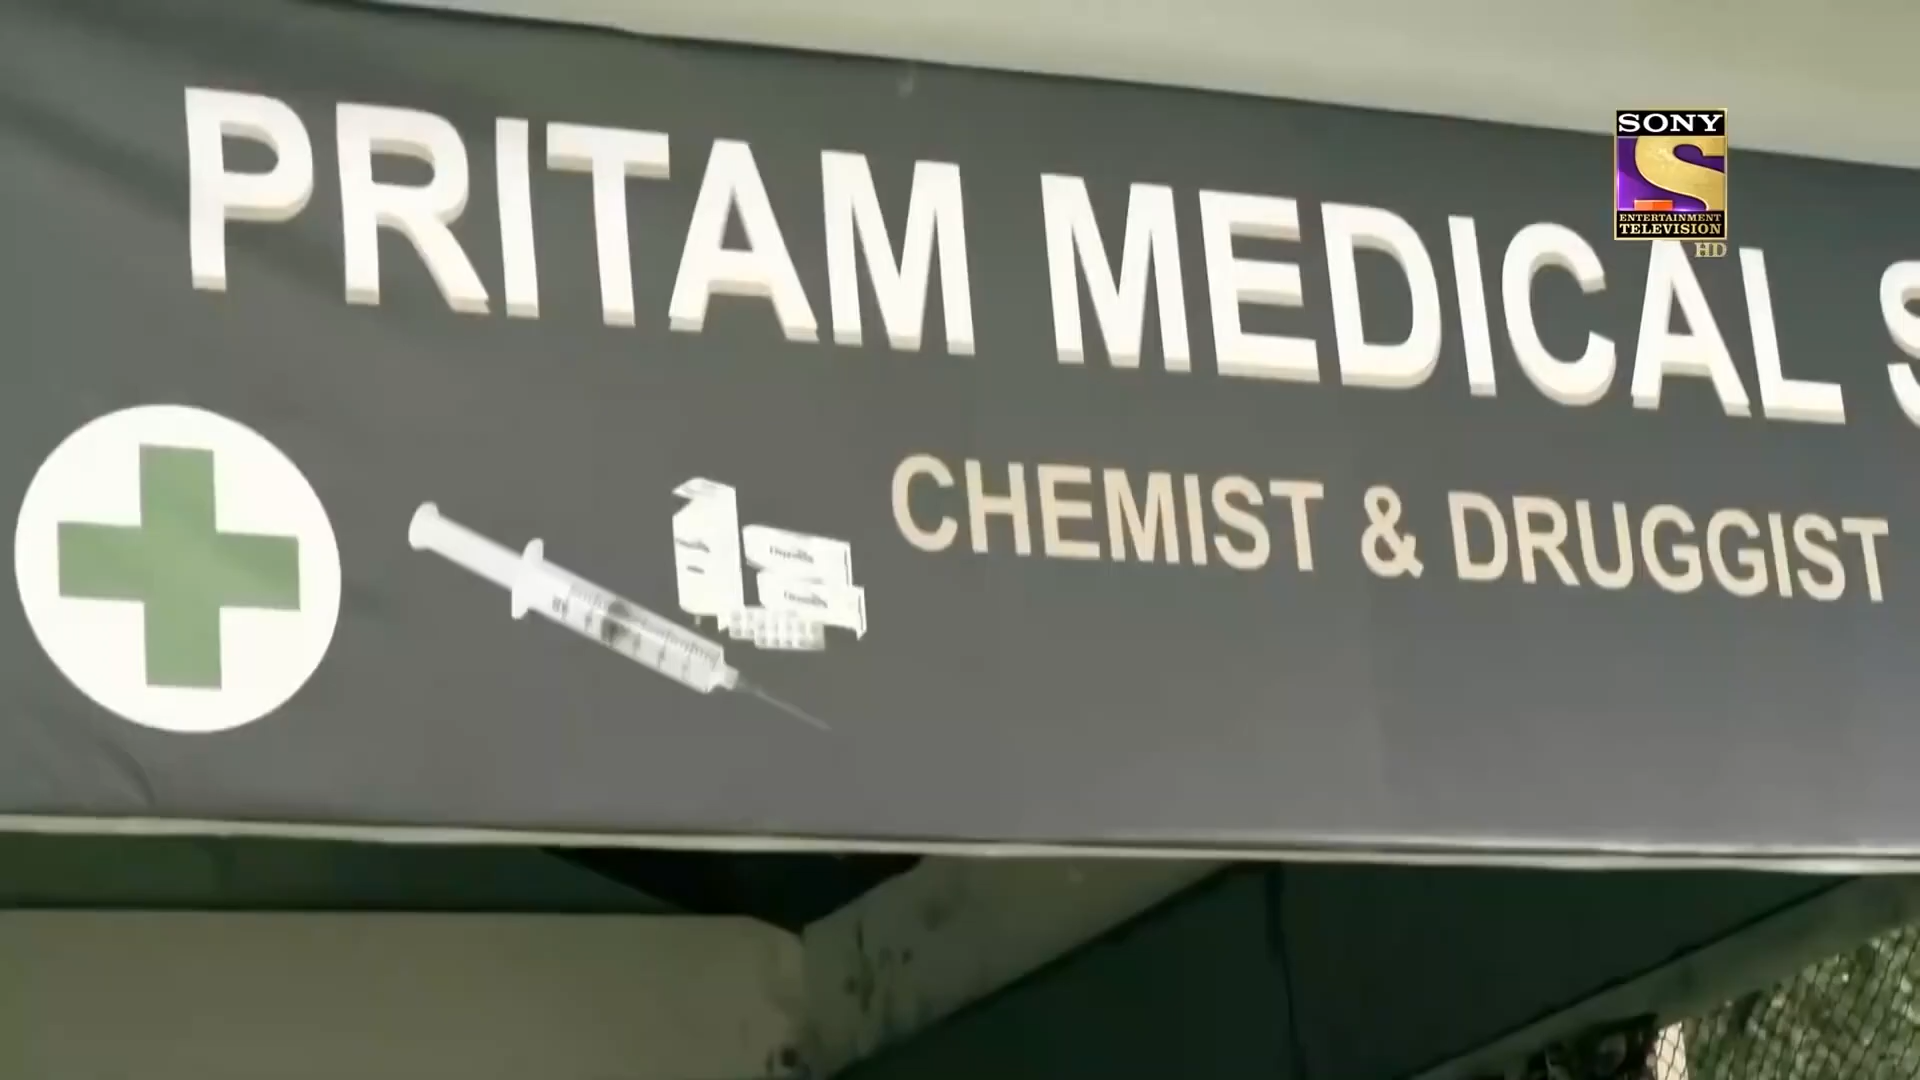 PRITAM MEDICAL S
CHEMIST & DRUGGIST
SONY
ENTERTAINMENT
TELEVISION
HD